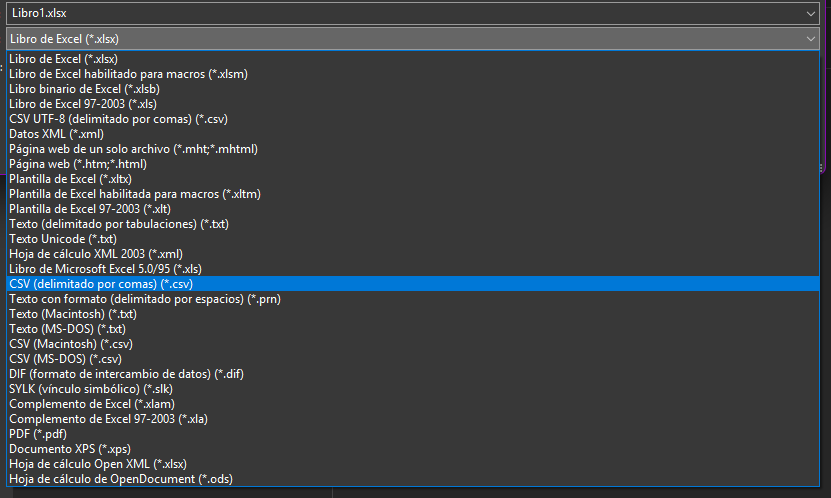 Libro1.xlsx
Libro de Excel (*.xlsx)
Libro de Excel (*.xlsx)
Libro de Excel habilitado para macros (*.xlsm)
Libro binario de Excel (*.xlsb)
Libro de Excel 97-2003 (*.xls)
CSV UTF-8 (delimitado por comas) (*.csv)
Datos XML (*.xml)
Página web de un solo archivo (*.mht;*.mhtml)
Página web (*.htm;*.html)
Plantilla de Excel (*.xltx)
Plantilla de Excel habilitada para macros (*.xltm)
Plantilla de Excel 97-2003 (*.xlt)
Texto (delimitado por tabulaciones) (*.txt)
Texto Unicode (*.txt)
Hoja de cálculo XML 2003 (*.xml)
Libro de Microsoft Excel 5.0/95 (*.xls)
CSV (delimitado por comas) (*.csv)
Texto con formato (delimitado por espacios) (*.prn)
Texto (Macintosh) (*.txt)
Texto (MS-DOS) (*.txt)
CSV (Macintosh) (*.csv)
CSV (MS-DOS) (*.csv)
DIF (formato de intercambio de datos) (*.dif)
SYLK (vínculo simbólico) (*.slk)
Complemento de Excel (*.xlam)
Complemento de Excel 97-2003 (*.xla)
PDF (*.pdf)
Documento XPS (*.xps)
Hoja de cálculo Open XML (*.xlsx)
Hoja de cálculo de OpenDocument (*.ods)